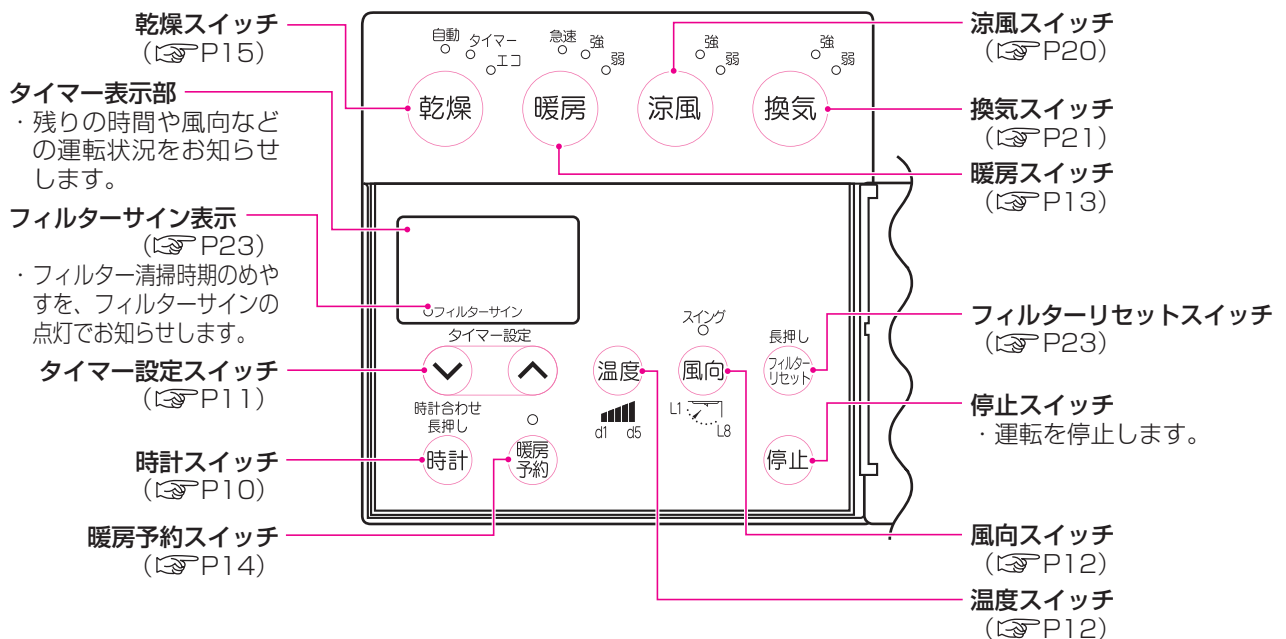 乾燥スイッチ
（☞P15）
タイマー表示部
・残りの時間や風向など
の運転状況をお知らせ
します。
フィルターサイン表示
（☞P23）
・フィルター清掃時期のめや
すを、フィルターサインの
点灯でお知らせします。
タイマー設定スイッチ
（☞P11）
時計スイッチ
（☞P10）
暖房予約スイッチ
（☞P14）
自動 タイマー エコ
急速 強 弱
強 弱
強 弱
乾燥 暖房 涼風 換気
フィルターサイン
タイマー設定
スイング
長押し
温度 風向
フィルター
リセット
d1 d5
L1 L8
時計合わせ
長押し
時計
暖房
予約
停止
涼風スイッチ
（☞P20）
換気スイッチ
（☞P21）
暖房スイッチ
（☞P13）
フィルターリセットスイッチ
（☞P23）
停止スイッチ
・運転を停止します。
風向スイッチ
（☞P12）
温度スイッチ
（☞P12）